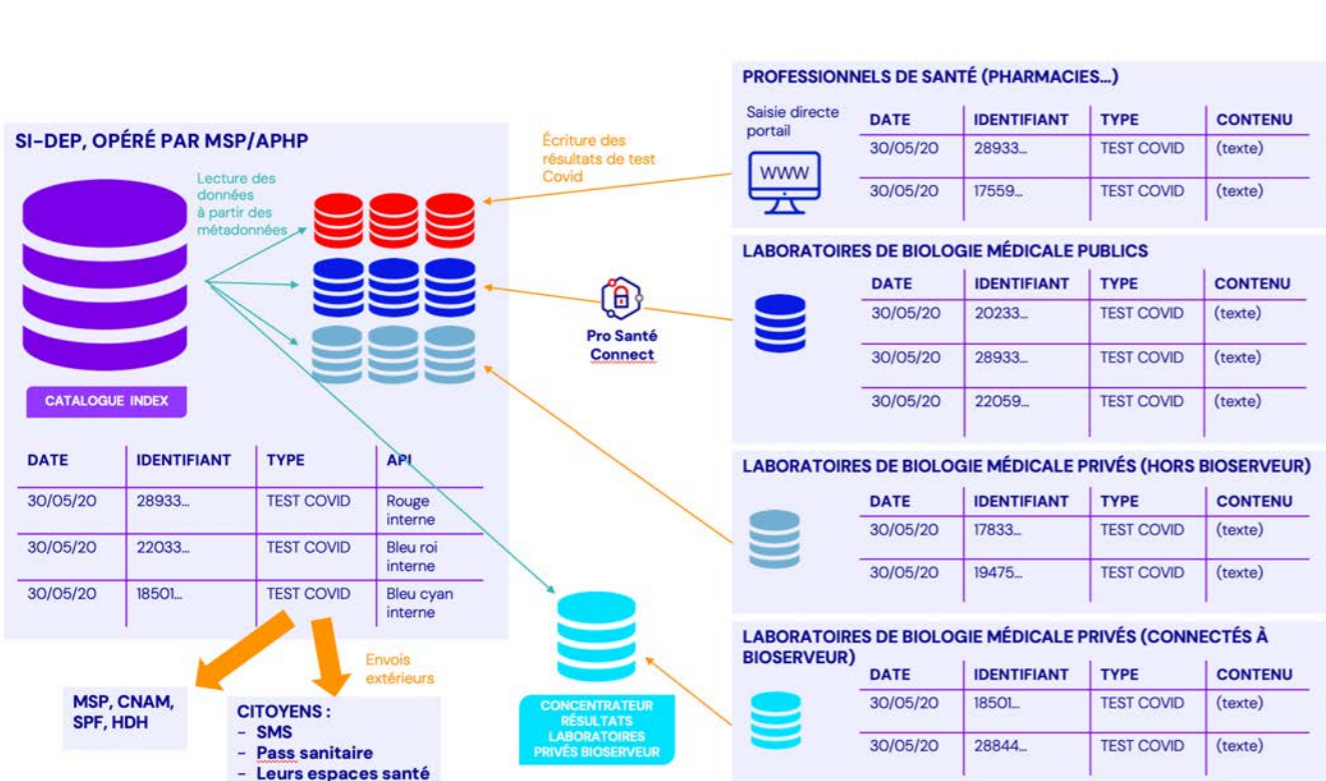 SI-DEP, OPÉRÉ PAR MSP/APHP
Lecture des
données
à partir des
métadonnées
CATALOGUE INDEX
DATE IDENTIFIANT TYPE API
30/05/20 28933... TEST COVID Rouge
interne
30/05/20 22033... TEST COVID Bleu roi
interne
30/05/20 18501... TEST COVID Bleu cyan
interne
Envois
extérieurs
MSP, CNAM,
SPF, HDH
CITOYENS :
- SMS
- Pass sanitaire
- Leurs espaces santé
Écriture des
résultats de test
Covid
Pro Santé
Connect
CONCENTRATEUR
RÉSULTATS
LABORATOIRES
PRIVÉS BIOSERVEUR
PROFESSIONNELS DE SANTÉ (PHARMACIES...)
Saisie directe
portail
WWW
DATE IDENTIFIANT TYPE CONTENU
30/05/20 28933... TEST COVID (texte)
30/05/20 17559... TEST COVID (texte)
LABORATOIRES DE BIOLOGIE MÉDICALE PUBLICS
DATE IDENTIFIANT TYPE CONTENU
30/05/20 20233... TEST COVID (texte)
30/05/20 28933... TEST COVID (texte)
30/05/20 22059... TEST COVID (texte)
LABORATOIRES DE BIOLOGIE MÉDICALE PRIVÉS (HORS BIOSERVEUR)
DATE IDENTIFIANT TYPE CONTENU
30/05/20 17833... TEST COVID (texte)
30/05/20 19475... TEST COVID (texte)
LABORATOIRES DE BIOLOGIE MÉDICALE PRIVÉS (CONNECTÉS À
BIOSERVEUR)
DATE IDENTIFIANT TYPE CONTENU
30/05/20 18501... TEST COVID (texte)
30/05/20 28844... TEST COVID (texte)